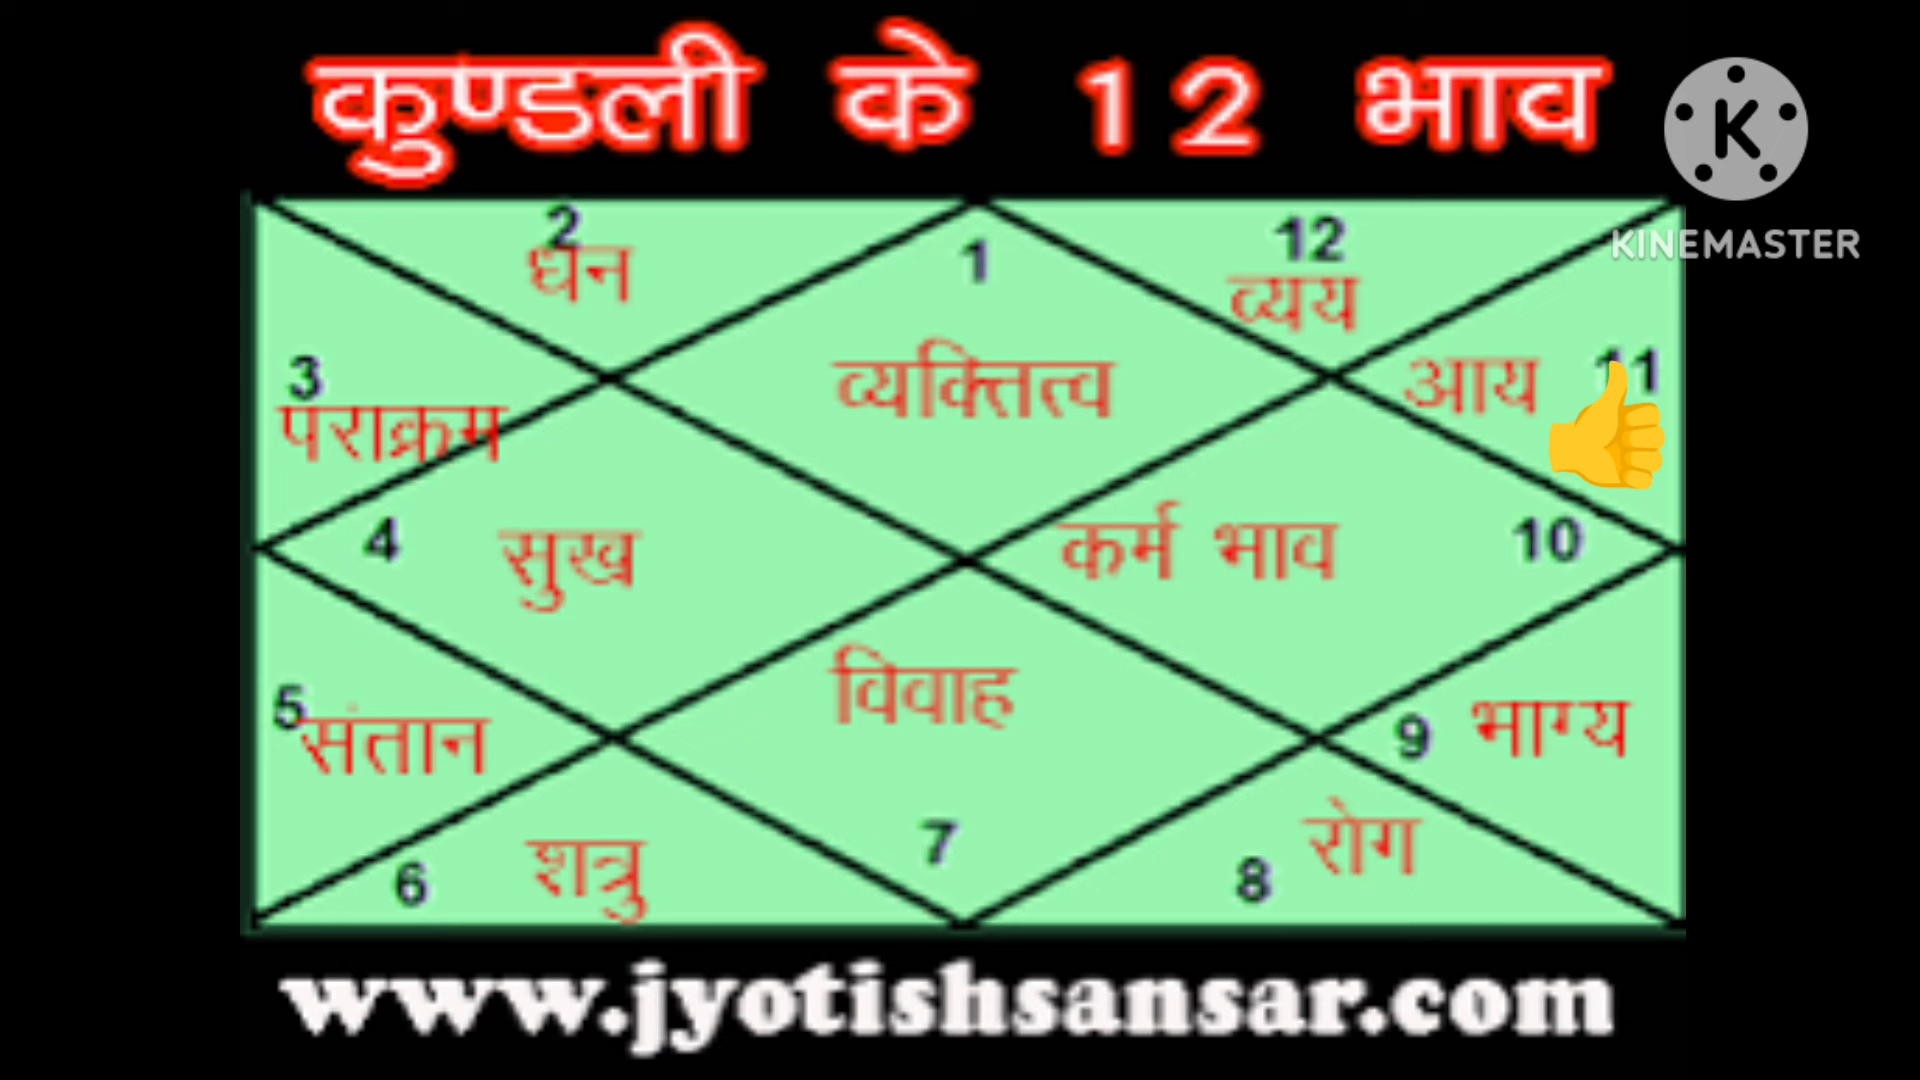 कुण्डली के 12 भाव
K
KINEMASTER
2
धन
1
व्यक्तित्व
12
व्यय
3
पराक्रम
आय 11
4 सुख
कर्म भाव 10
5
संतान
विवाह
7
9 भाग्य
6 शत्रु
8 रोग
www.jyotishsansar.com